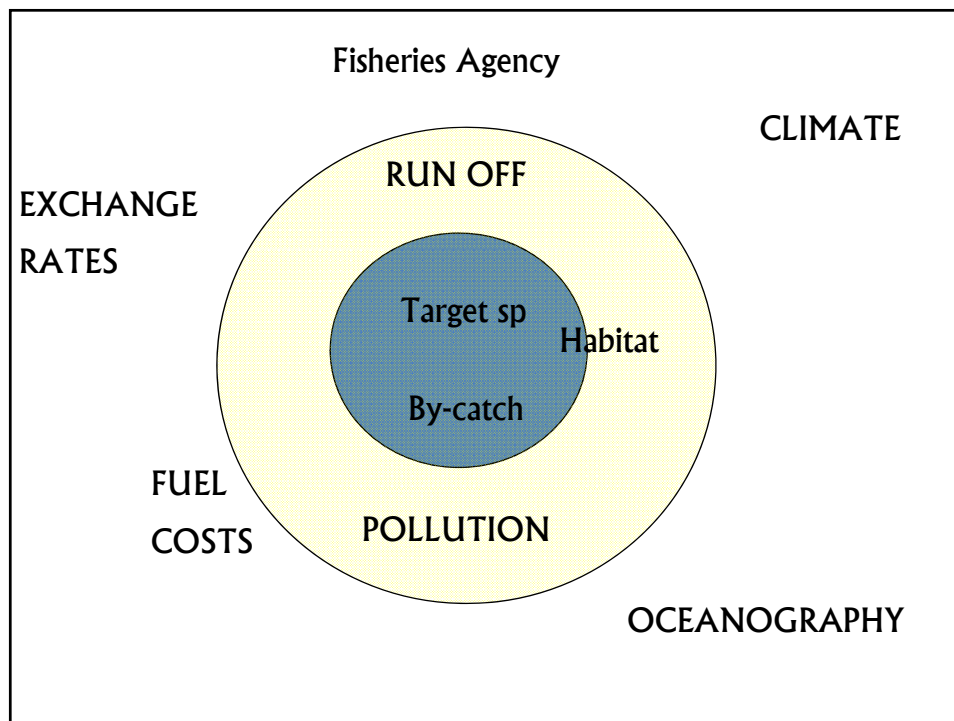 Fisheries Agency
CLIMATE
RUN OFF
EXCHANGE
RATES
Target sp
Habitat
By-catch
FUEL
COSTS
POLLUTION
OCEANOGRAPHY